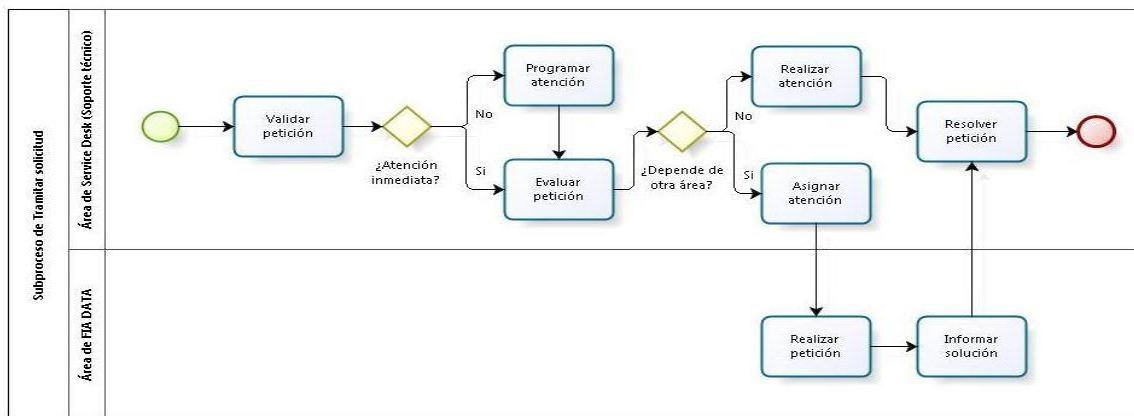 Subproceso de Tramitar solicitud
Área de Service Desk (Soporte técnico)
Validar
petición
¿Atención
inmediata?
No
Si
Programar
atención
Evaluar
petición
¿Depende de
otra área?
No
Si
Realizar
atención
Asignar
atención
Resolver
petición
Área de FIA DATA
Realizar
petición
Informar
solución